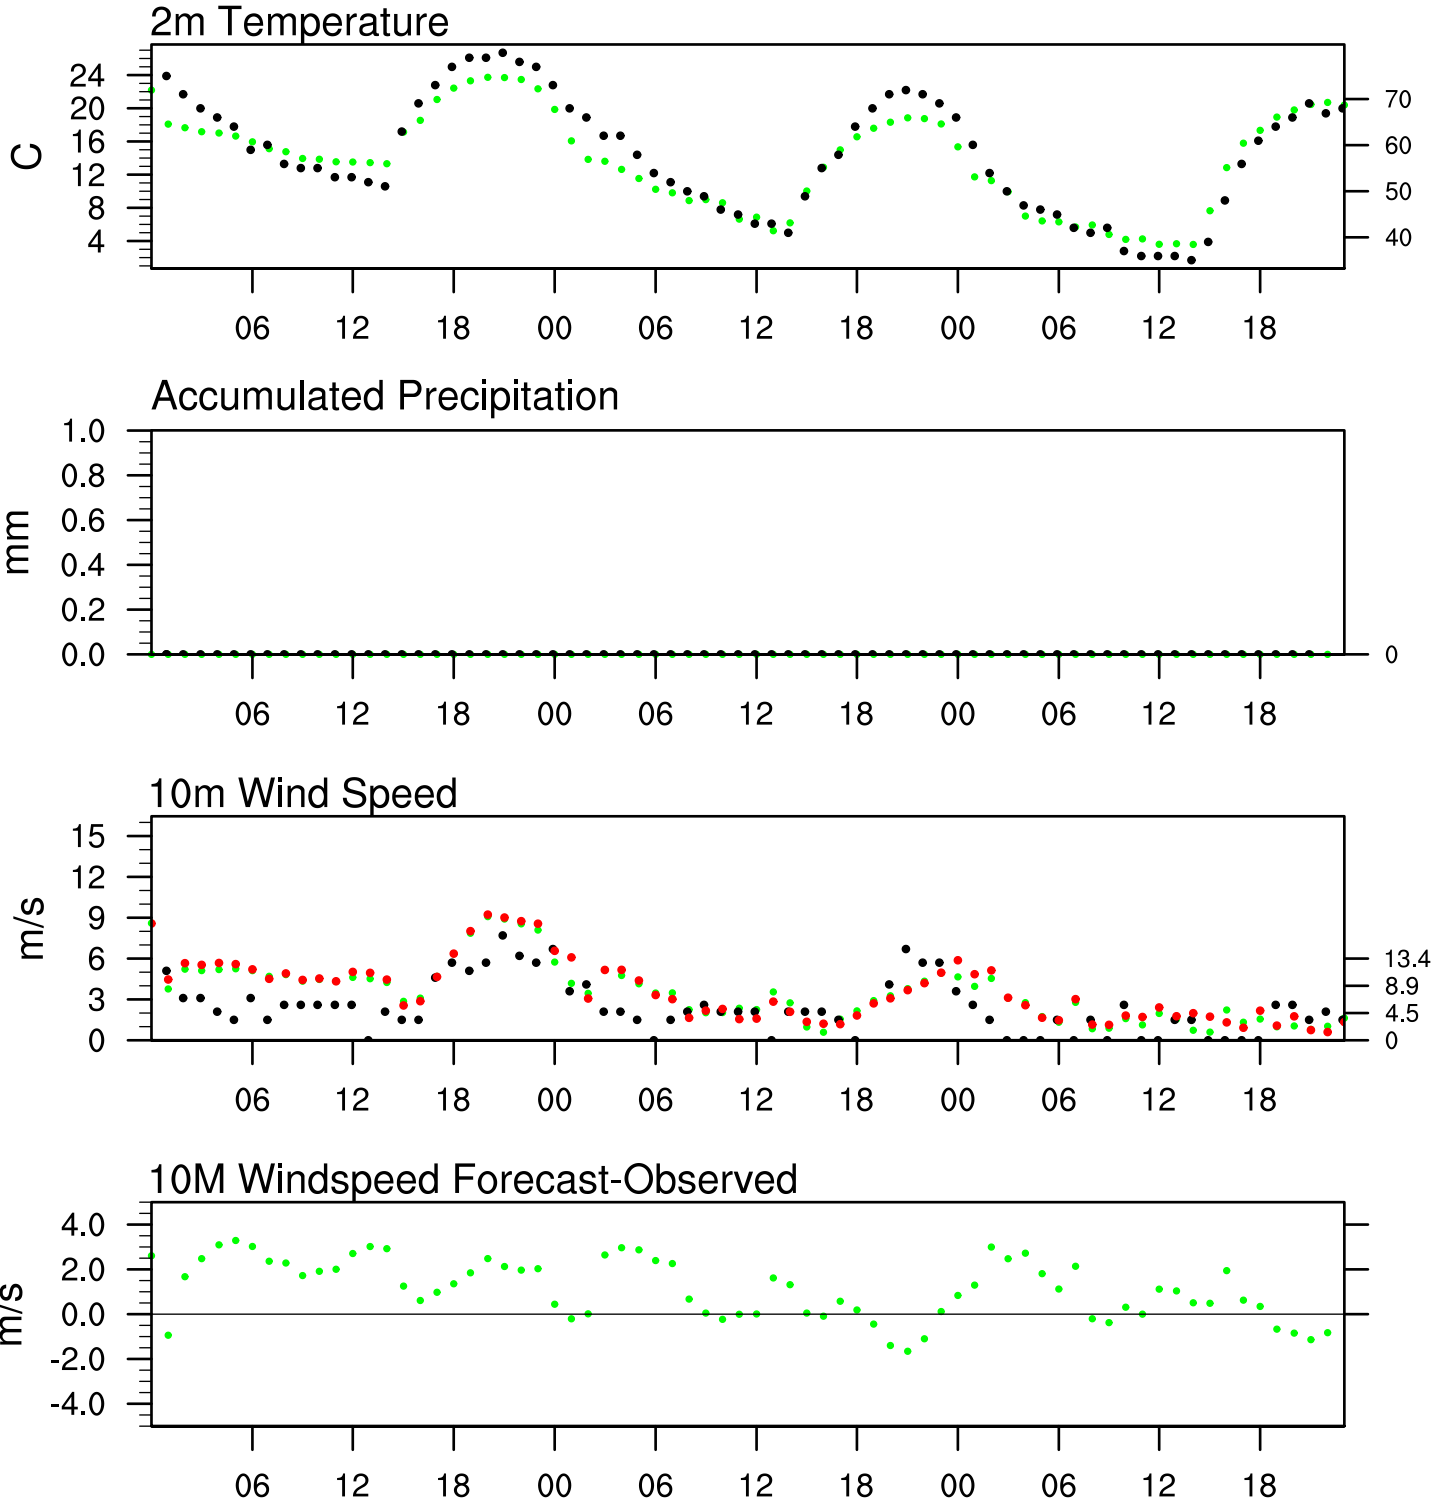 2m Temperature
C
24
20
16
12
8
4
70
60
50
40
06 12 18 00 06 12 18 00 06 12 18
Accumulated Precipitation
mm
1.0
0.8
0.6
0.4
0.2
0.0
0
06 12 18 00 06 12 18 00 06 12 18
10m Wind Speed
m/s
15
12
9
6
3
0
13.4
8.9
4.5
0
06 12 18 00 06 12 18 00 06 12 18
10M Windspeed Forecast-Observed
m/s
4.0
2.0
0.0
-2.0
-4.0
06 12 18 00 06 12 18 00 06 12 18